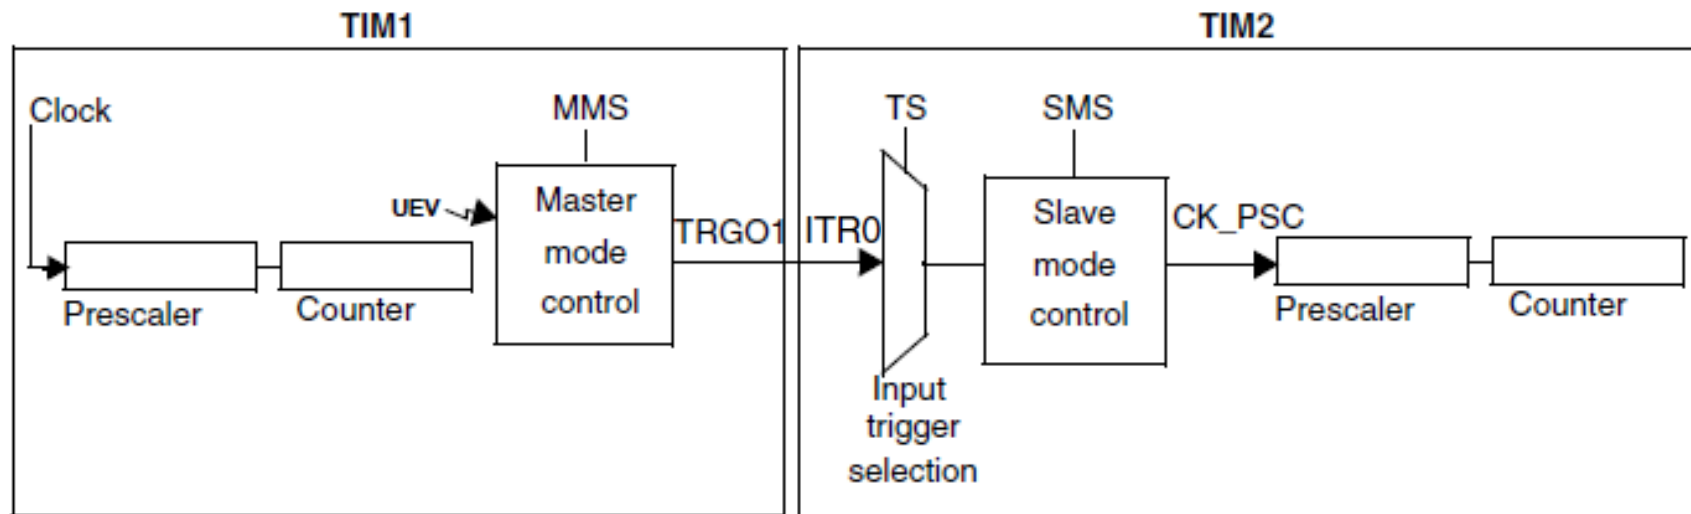 TIM1
TIM2
Clock
MMS
TS
SMS
UEV
Master
mode
control
TRGO1
ITR0
Slave
mode
control
CK_PSC
Prescaler
Counter
Prescaler
Counter
Input
trigger
selection